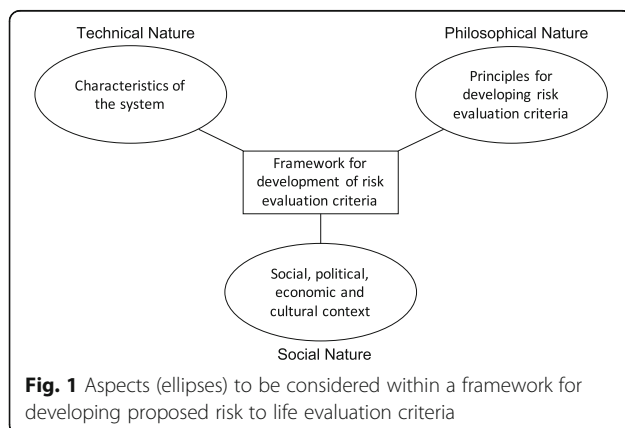 Technical Nature
Philosophical Nature
Characteristics of
the system
Principles for
developing risk
evaluation criteria
Framework for
development of risk
evaluation criteria
Social, political,
economic and
cultural context
Social Nature
Fig. 1 Aspects (ellipses) to be considered within a framework for
developing proposed risk to life evaluation criteria